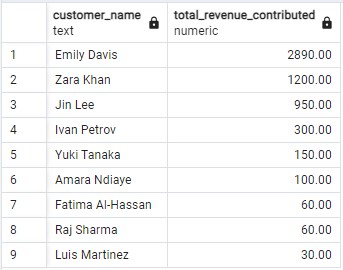 customer_name total_revenue_contributed
text numeric
1 Emily Davis 2890.00
2 Zara Khan 1200.00
3 Jin Lee 950.00
4 Ivan Petrov 300.00
5 Yuki Tanaka 150.00
6 Amara Ndiaye 100.00
7 Fatima Al-Hassan 60.00
8 Raj Sharma 60.00
9 Luis Martinez 30.00